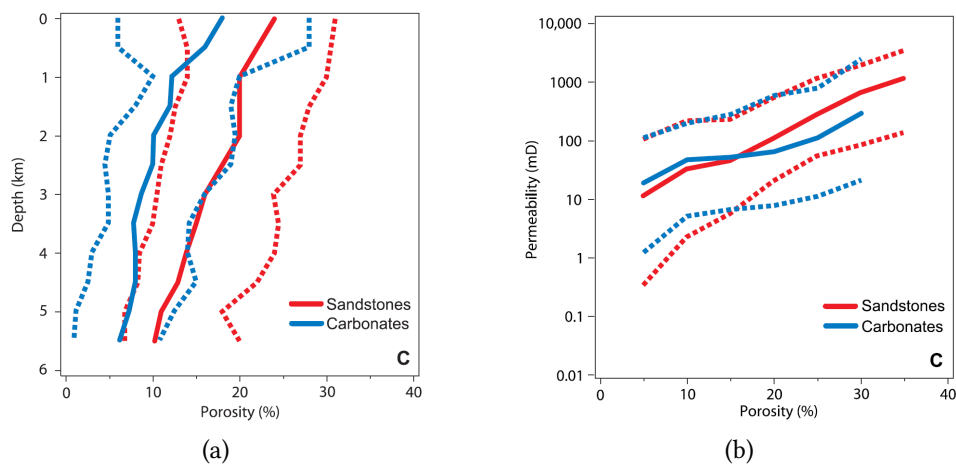 0
1
2
3
4
5
6
Depth (km)
0
10
20
30
40
Porosity (%)
Sandstones
Carbonates
C
(a)
10,000
1000
100
10
1
0.1
0.01
Permeability (mD)
0
10
20
30
40
Porosity (%)
Sandstones
Carbonates
C
(b)